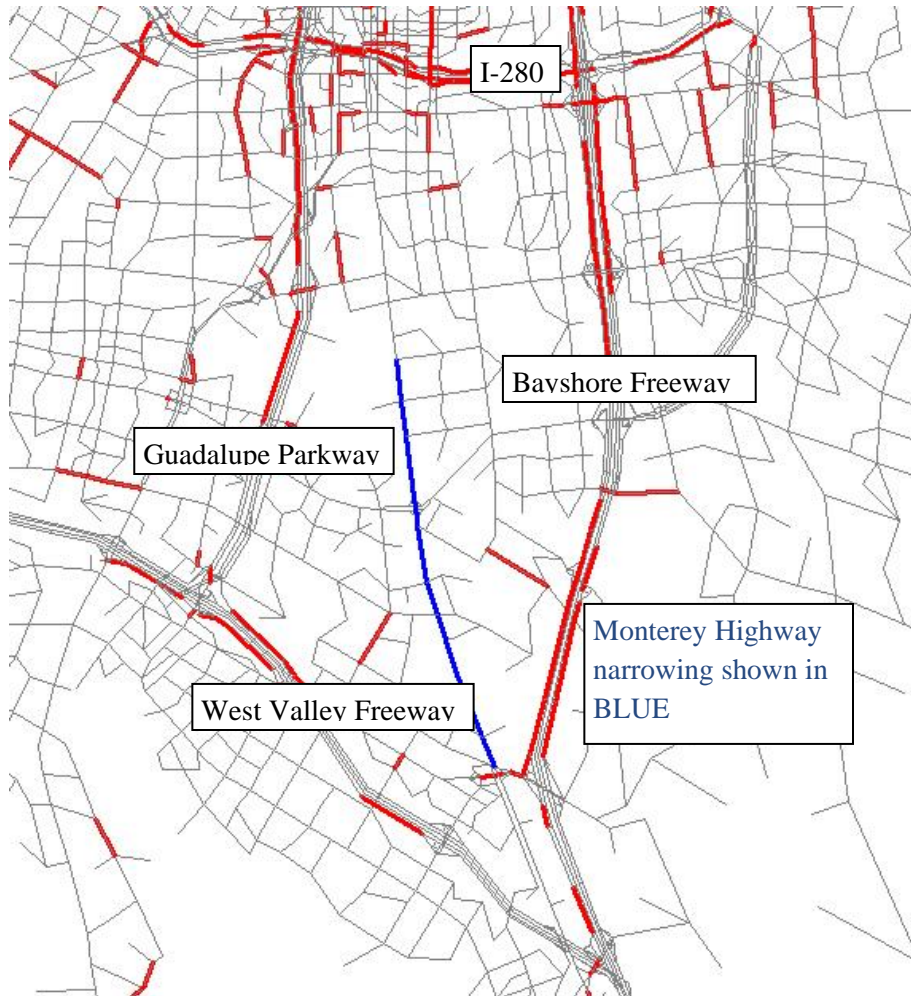 I-280
Bayshore Freeway
Guadalupe Parkway
Monterey Highway
narrowing shown in
BLUE
West Valley Freeway